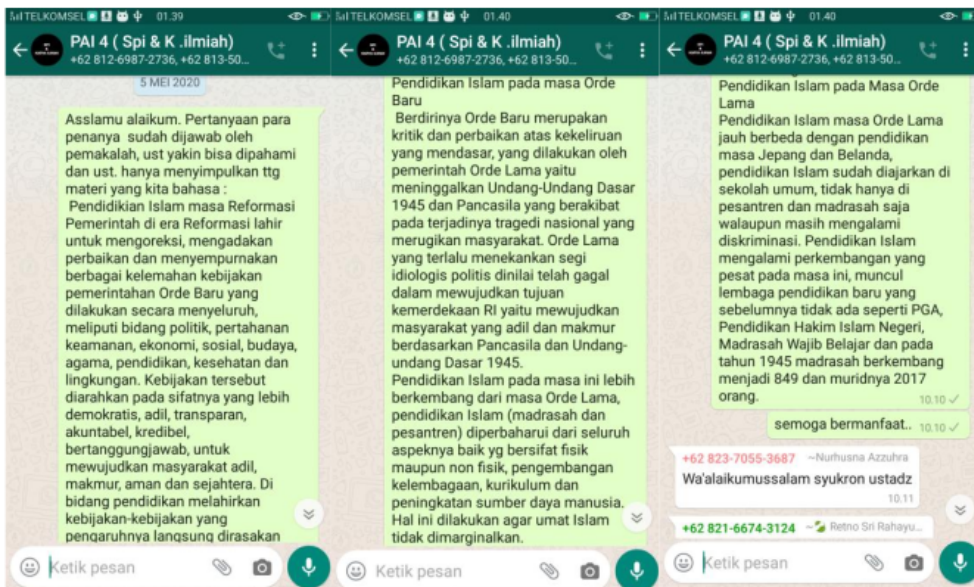 TELKOMSEL 01.39
PAI 4 ( Spi & K .ilmiah)
+62 812-6987-2736, +62 813-50...
5 MEI 2020
Asslamu alaikum. Pertanyaan para
penanya sudah dijawab oleh
pemakalah, ust yakin bisa dipahami
dan ust. hanya menyimpulkan ttg
materi yang kita bahasa :
Pendidikian Islam masa Reformasi
Pemerintah di era Reformasi lahir
untuk mengoreksi, mengadakan
perbaikan dan menyempurnakan
berbagai kelemahan kebijakan
pemerintahan Orde Baru yang
dilakukan secara menyeluruh,
meliputi bidang politik, pertahanan
keamanan, ekonomi, sosial, budaya,
agama, pendidikan, kesehatan dan
lingkungan. Kebijakan tersebut
diarahkan pada sifatnya yang lebih
demokratis, adil, transparan,
akuntabel, kredibel,
bertanggungjawab, untuk
mewujudkan masyarakat adil,
makmur, aman dan sejahtera. Di
bidang pendidikan melahirkan
kebijakan-kebijakan yang
pengaruhnya langsung dirasakan
Ketik pesan
TELKOMSEL 01.40
PAI 4 ( Spi & K .ilmiah)
+62 812-6987-2736, +62 813-50...
Pendidikan Islam pada masa Orde
Baru
Berdirinya Orde Baru merupakan
kritik dan perbaikan atas kekeliruan
yang mendasar, yang dilakukan oleh
pemerintah Orde Lama yaitu
meninggalkan Undang-Undang Dasar
1945 dan Pancasila yang berakibat
pada terjadinya tragedi nasional yang
merugikan masyarakat. Orde Lama
yang terlalu menekankan segi
idiologis politis dinilai telah gagal
dalam mewujudkan tujuan
kemerdekaan RI yaitu mewujudkan
masyarakat yang adil dan makmur
berdasarkan Pancasila dan Undang-
undang Dasar 1945.
Pendidikan Islam pada masa ini lebih
berkembang dari masa Orde Lama,
pendidikan Islam (madrasah dan
pesantren) diperbaharui dari seluruh
aspeknya baik yg bersifat fisik
maupun non fisik, pengembangan
kelembagaan, kurikulum dan
peningkatan sumber daya manusia.
Hal ini dilakukan agar umat Islam
tidak dimarginalkan.
Ketik pesan
TELKOMSEL 01.40
PAI 4 ( Spi & K .ilmiah)
+62 812-6987-2736, +62 813-50...
Pendidikan Islam pada Masa Orde
Lama
Pendidikan Islam masa Orde Lama
jauh berbeda dengan pendidikan
masa Jepang dan Belanda,
pendidikan Islam sudah diajarkan di
sekolah umum, tidak hanya di
pesantren dan madrasah saja
walaupun masih mengalami
diskriminasi. Pendidikan Islam
mengalami perkembangan yang
pesat pada masa ini, muncul
lembaga pendidikan baru yang
sebelumnya tidak ada seperti PGA,
Pendidikan Hakim Islam Negeri,
Madrasah Wajib Belajar dan pada
tahun 1945 madrasah berkembang
menjadi 849 dan muridnya 2017
orang.
10.10
semoga bermanfaat..
10.10
+62 823-7055-3687 ~Nurhusna Azzuhra
Wa'alaikumussalam syukron ustadz
10.11
+62 821-6674-3124 ~ Retno Sri Rahayu...
Ketik pesan